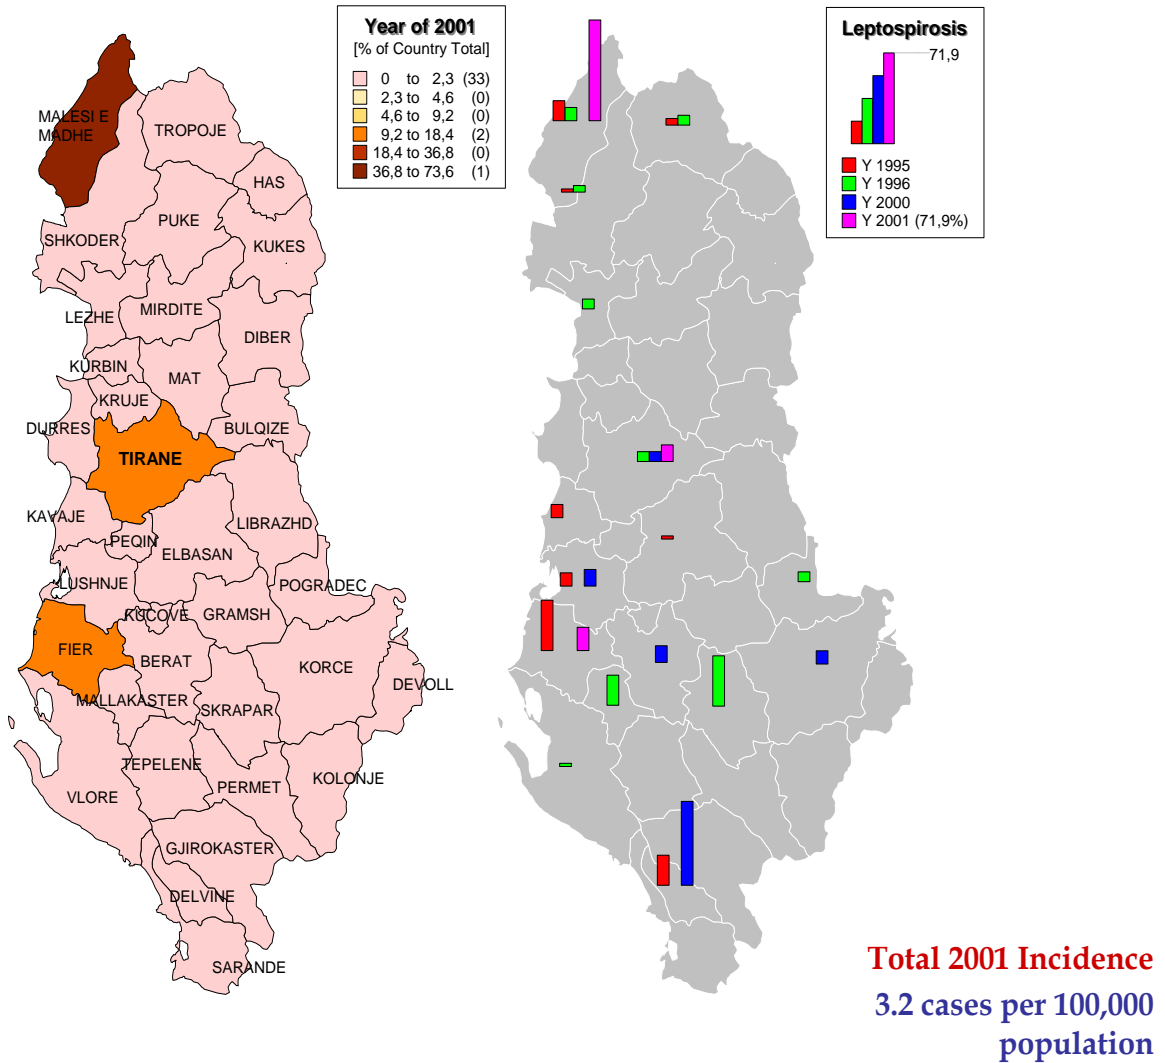 Year of 2001
[% of Country Total]
0 to 2,3 (33)
2,3 to 4,6 (0)
4,6 to 9,2 (0)
9,2 to 18,4 (2)
18,4 to 36,8 (0)
36,8 to 73,6 (1)
Leptospirosis
71,9
Y 1995
Y 1996
Y 2000
Y 2001 (71,9%)
MALESI E
MADHE
TROPOJE
HAS
PUKE
SHKODER
KUKES
MIRDITE
LEZHE
DIBER
KURBIN
MAT
KRUJE
DURRES
BULQIZE
TIRANE
KAVAJE
LIBRAZHD
PEQIN
ELBASAN
LUSHNJE
POGRADEC
KUCOVE
GRAMSH
FIER
BERAT
KORCE
DEVOLL
MALLAKASTER
SKRAPAR
TEPELENE
KOLONJE
PERMET
VLORE
GJIROKASTER
DELVINE
SARANDE
Total 2001 Incidence
3.2 cases per 100,000
population